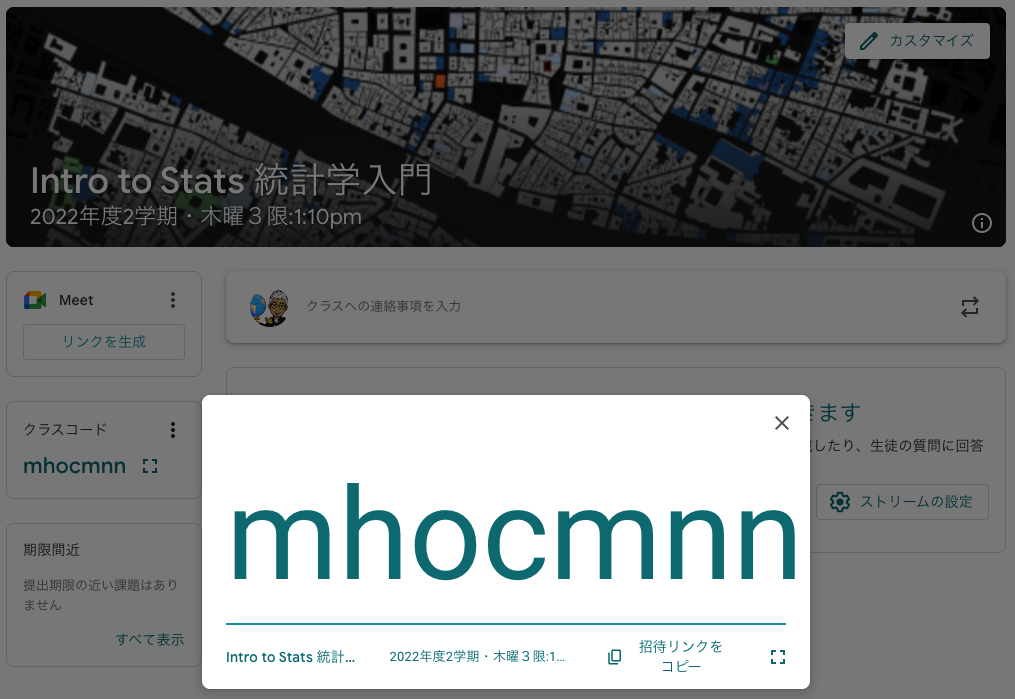 カスタマイズ
Intro to Stats 統計学入門
2022年度2学期・木曜３限:1:10pm
Meet
リンクを生成
クラスへの連絡事項を入力
クラスコード
mhocmnn
期限間近
提出期限の近い課題はあり
ません
すべて表示
きます
したり、生徒の質問に回答
ストリームの設定
mhocmnn
Intro to Stats 統計...
2022年度2学期・木曜３限:1...
招待リンクを
コピー